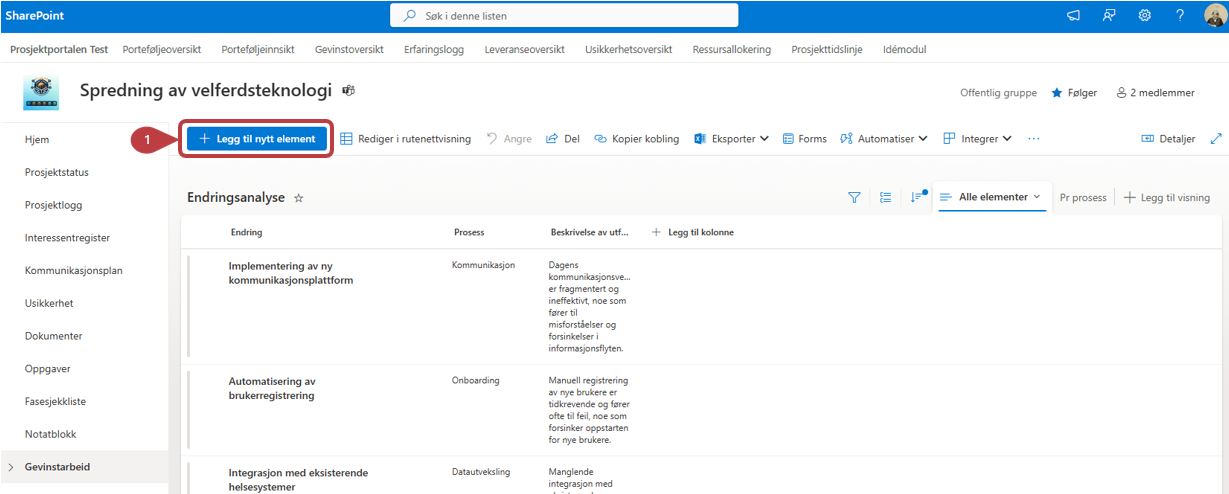 SharePoint
Søk i denne listen
Prosjektportalen Test Porteføljeoversikt Porteføljeinnsikt Gevinstoversikt Erfaringslogg Leveranseoversikt Usikkerhetsoversikt Ressursallokering Prosjekttidslinje Idémodul
Spredning av velferdsteknologi
Offentlig gruppe Følger 2 medlemmer
1
Legg til nytt element Rediger i rutenettvisning Angre Del Kopier kobling Eksporter Forms Automatiser Integrer ... Detaljer
Hjem
Prosjektstatus
Prosjektlogg
Interessentregister
Kommunikasjonsplan
Usikkerhet
Dokumenter
Oppgaver
Fasesjekkliste
Notatblokk
Gevinstarbeid
Endringsanalyse
Alle elementer Pr prosess Legg til visning
Endring Prosess Beskrivelse av utf... Legg til kolonne
Implementering av ny
kommunikasjonsplattform
Kommunikasjon
Dagens
kommunikasjonsve...
er fragmentert og
ineffektivt, noe som
fører til
misforståelser og
forsinkelser i
informasjonsflyten.
Automatisering av
brukerregistrering
Onboarding
Manuell registrering
av nye brukere er
tidkrevende og fører
ofte til feil, noe som
forsinker oppstarten
for nye brukere.
Integrasjon med eksisterende
helsesystemer
Datautveksling
Manglende
integrasjon med